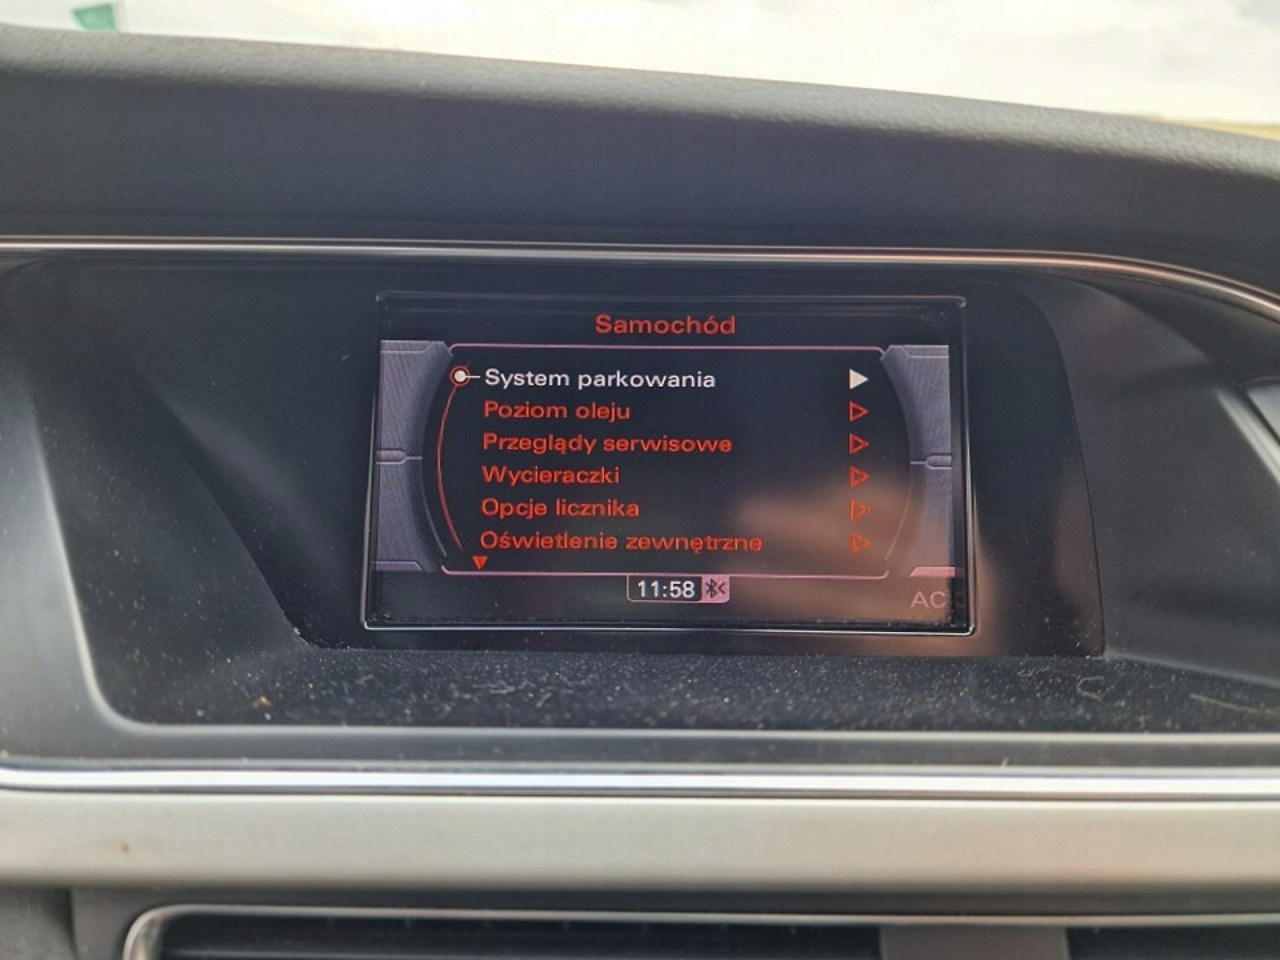 Samochód
System parkowania
Poziom oleju
Przeglądy serwisowe
Wycieraczki
Opcje licznika
Oświetlenie zewnętrzne
11:58
AC